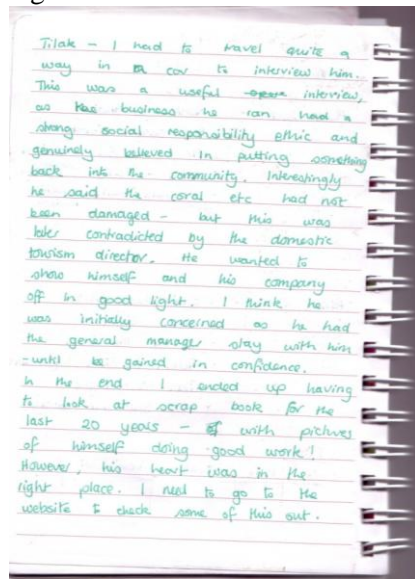 Tilak - I had to travel quite a
way in a car to interview him.
This was a useful interview,
as the business he ran had a
strong social responsibility ethic and
genuinely believed in putting something
back into the community. Interestingly
he said the coral etc had not
been damaged - but this was
later contradicted by the domestic
tourism director. He wanted to
show himself and his company
off in good light. I think he
was initially concerned as he had
the general manager stay with him
- until he gained in confidence.
In the end I ended up having
to look at scrap book for the
last 20 years - with pictures
of himself doing good work!
However, his heart was in the
right place. I need to go to the
website to check some of this out.